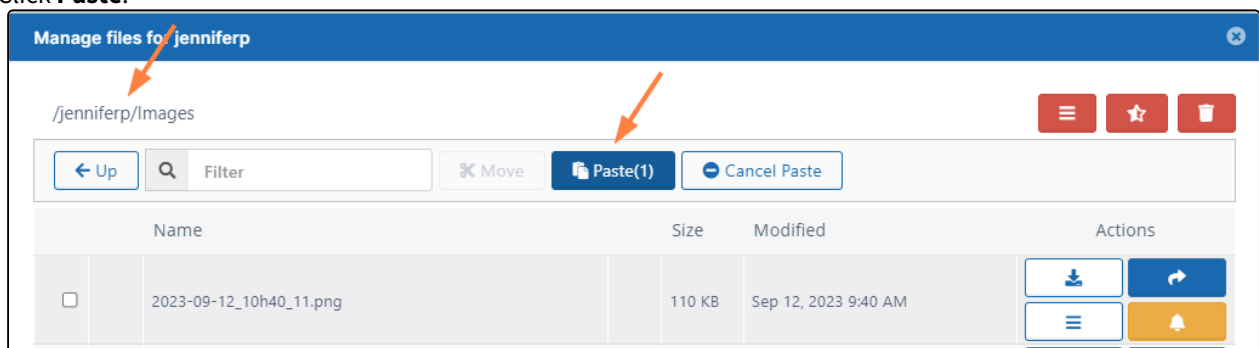 Click Paste.
Manage files for jenniferp
/jenniferp/Images
Up Filter Move Paste(1) Cancel Paste
Name Size Modified Actions
2023-09-12_10h40_11.png 110 KB Sep 12, 2023 9:40 AM